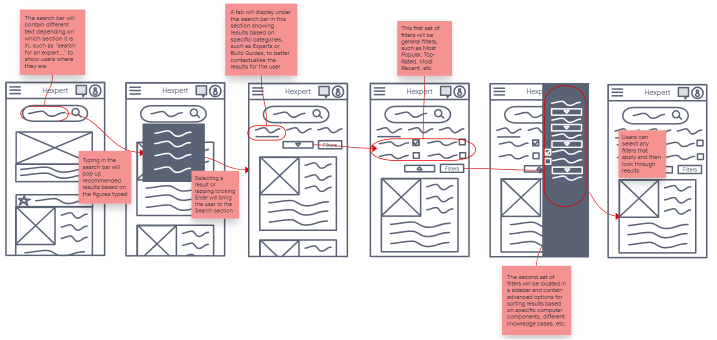 The search bar will
contain different
text depending on
which section it is
in, such as 'search
for an expert...' to
show users where
they are
A tab will display under
the search bar in this
section showing
results based on
specific categories,
such as Experts or
Build Guides, to better
contextualise the
results for the user
This first set of
filters will be
general filters,
such as Most
Popular, Top-
Rated, Most
Recent, etc.
Hexpert
Hexpert
Hexpert
Hexpert
Hexpert
Hexpert
Filters
Filters
Filters
Typing in the
search bar will
pop up
recommended
results based on
the figures typed
Selecting a
result or
tapping/clicking
Enter will bring
the user to the
Search section
Users can
select any
filters that
apply and then
look through
results
The second set of
filters will be located in
a sidebar and contain
advanced options for
sorting results based
on specific computer
components, different
knowledge bases, etc.